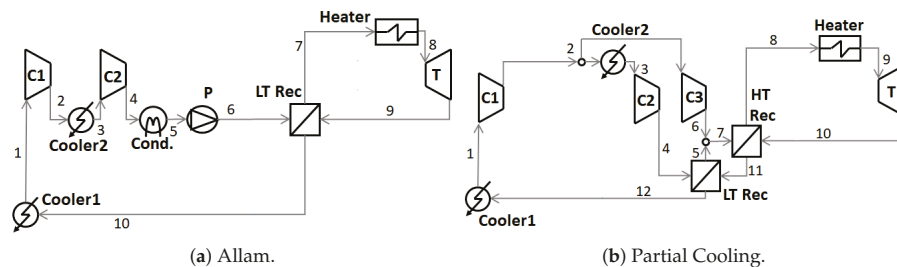 Heater
7
8
C1
C2
T
P
LT Rec
2
4
6
9
3
5
Cooler2
Cond.
1
Cooler1
10
(a) Allam.
Heater
Cooler2
8
2
9
3
C1
C2
C3
T
HT
Rec
6
7
10
1
4
5
11
12
LT Rec
Cooler1
(b) Partial Cooling.